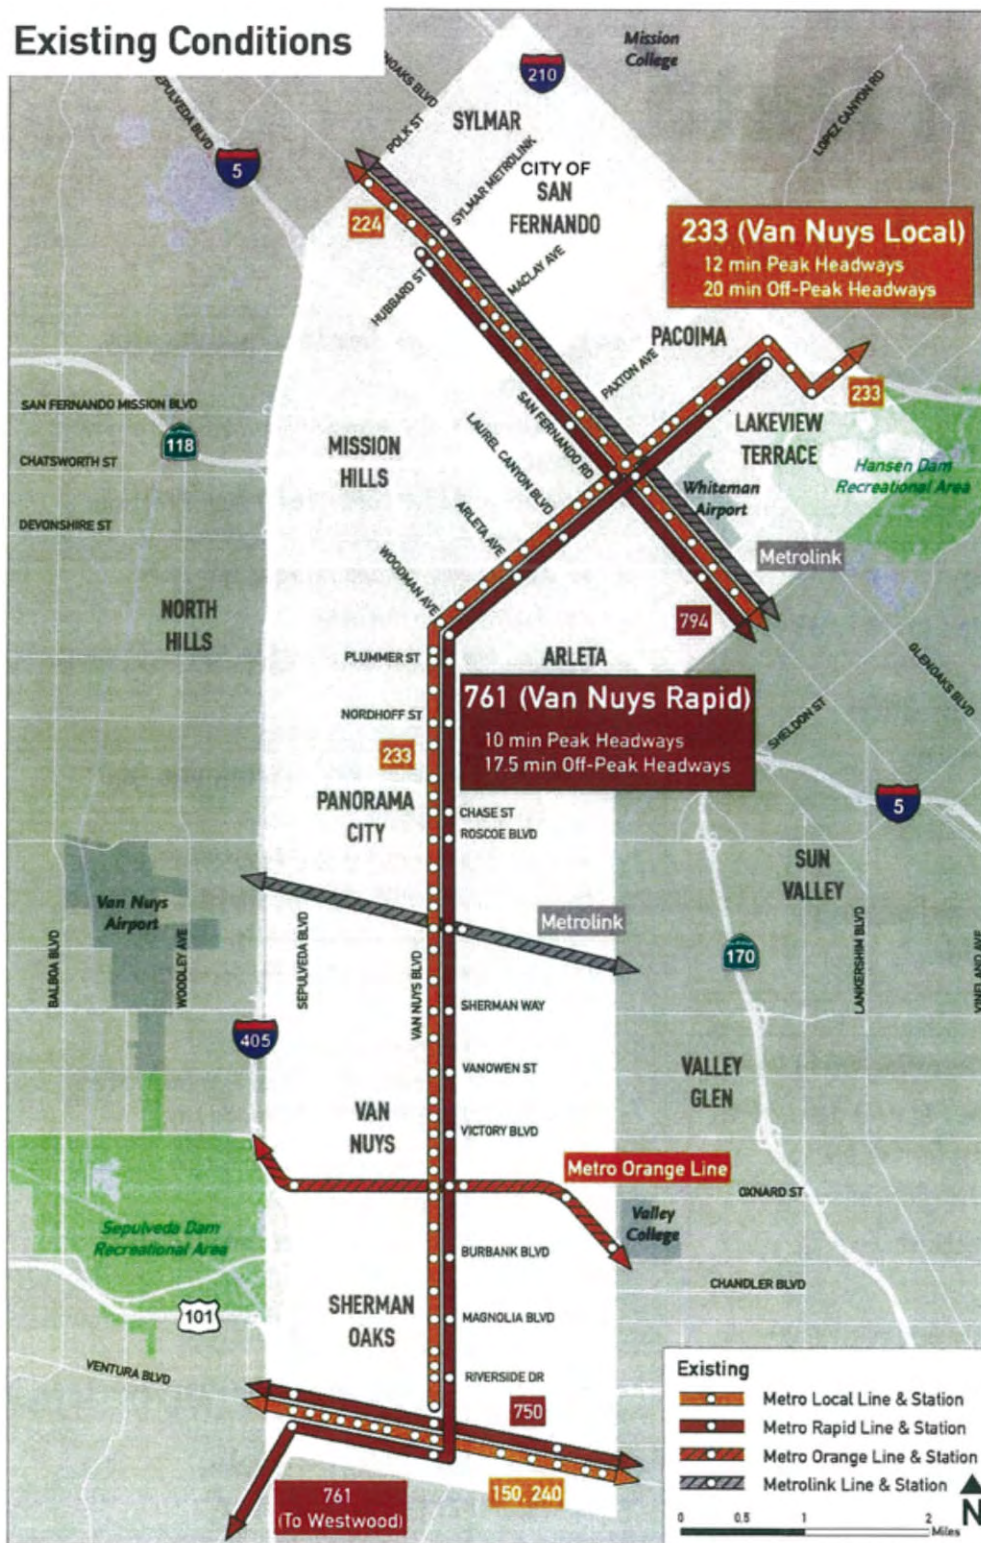 Existing Conditions
Mission
College
210
SYLMAR
POLK ST
LOPEZ CANYON RD
SEPULVEDA BLVD
5
SYLMAR METROLINK
CITY OF
SAN
FERNANDO
224
233 (Van Nuys Local)
12 min Peak Headways
20 min Off-Peak Headways
HUBBARD ST
MACLAY AVE
PACOIMA
PAXTON AVE
233
SAN FERNANDO MISSION BLVD
118
CHATSWORTH ST
DEVONSHIRE ST
MISSION
HILLS
LAUREL CANYON BLVD
SAN FERNANDO RD
LAKEVIEW
TERRACE
Hansen Dam
Recreational Area
Whiteman
Airport
ARLETA AVE
WOODMAN AVE
Metrolink
NORTH
HILLS
794
PLUMMER ST
ARLETA
GLENOAKS BLVD
761 (Van Nuys Rapid)
10 min Peak Headways
17.5 min Off-Peak Headways
NORDHOFF ST
SHELDON ST
233
PANORAMA
CITY
CHASE ST
ROSCOE BLVD
5
SUN
VALLEY
Van Nuys
Airport
Metrolink
BALBOA BLVD
WOODLEY AVE
SEPULVEDA BLVD
VAN NUYS BLVD
170
LANKERSHIM BLVD
VINELAND AVE
SHERMAN WAY
405
VANOWEN ST
VALLEY
GLEN
VAN
NUYS
VICTORY BLVD
Metro Orange Line
OXNARD ST
Valley
College
Sepulveda Dam
Recreational Area
BURBANK BLVD
CHANDLER BLVD
101
SHERMAN
OAKS
MAGNOLIA BLVD
VENTURA BLVD
RIVERSIDE DR
750
150, 240
761
(To Westwood)
Existing
Metro Local Line & Station
Metro Rapid Line & Station
Metro Orange Line & Station
Metrolink Line & Station
N
0 0.5 1 2
Miles